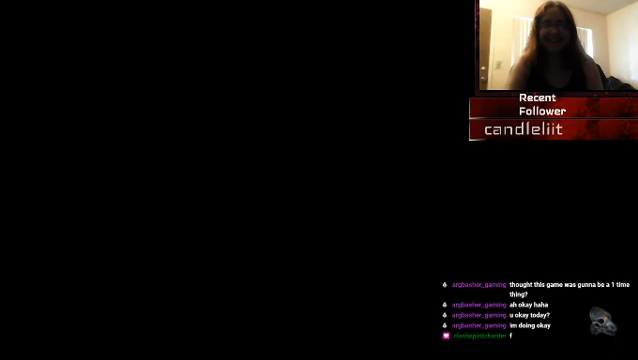 Recent
Follower
candleliit
argbasher_gaming thought this game was gunna be a 1 time
thing?
argbasher_gaming ah okay haha
argbasher_gaming u okay today?
argbasher_gaming im doing okay
f